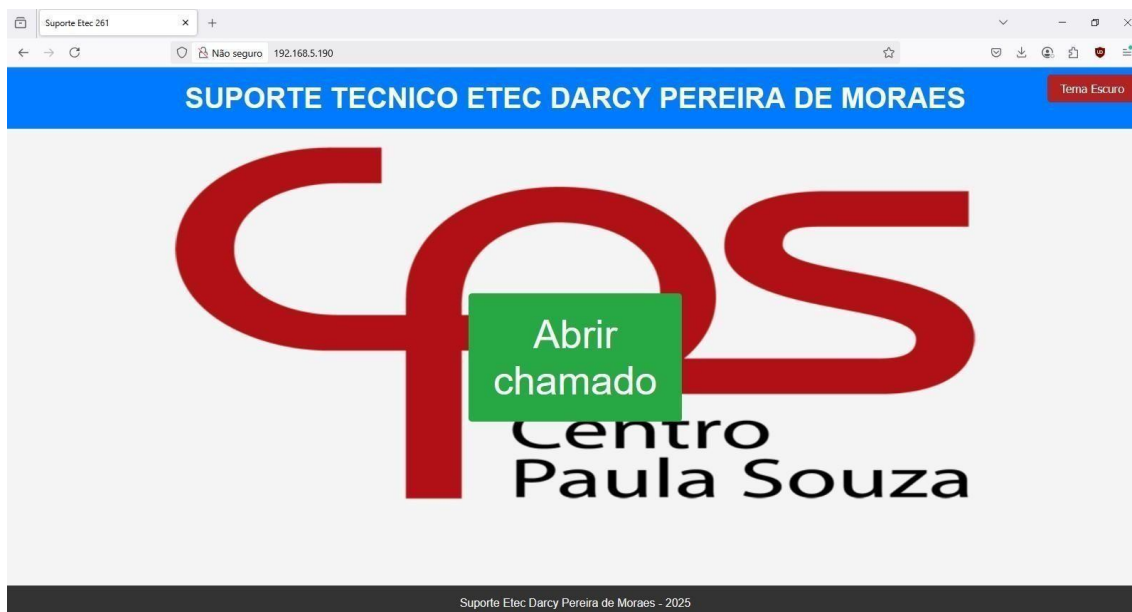 Suporte Etec 261
Não seguro 192.168.5.190
SUPORTE TECNICO ETEC DARCY PEREIRA DE MORAES
Tema Escuro
Abrir
chamado
Centro
Paula Souza
Suporte Etec Darcy Pereira de Moraes - 2025